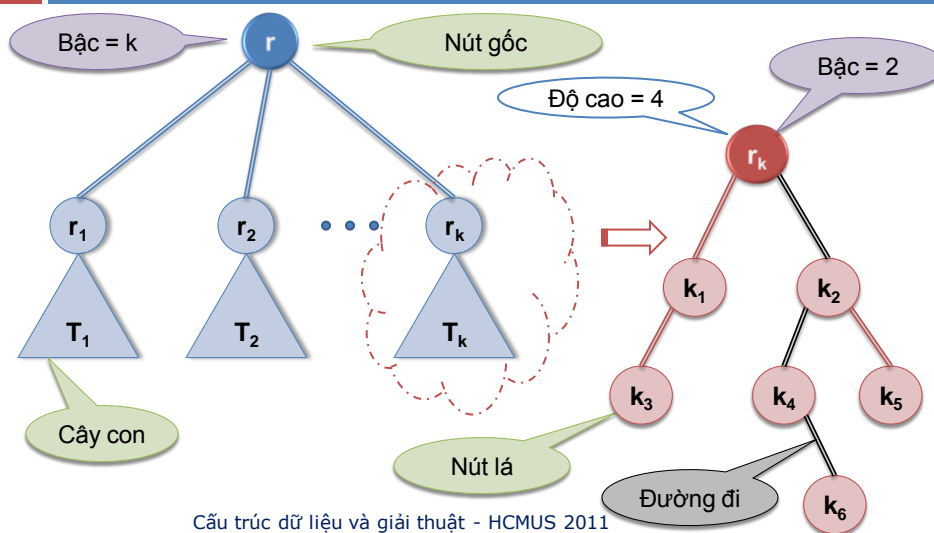 Bậc = k
r
Nút gốc
Bậc = 2
Độ cao = 4
rₖ
r₁
r₂
rₖ
k₁
k₂
T₁
T₂
Tₖ
k₃
k₄
k₅
Cây con
Nút lá
Đường đi
k₆
Cấu trúc dữ liệu và giải thuật - HCMUS 2011